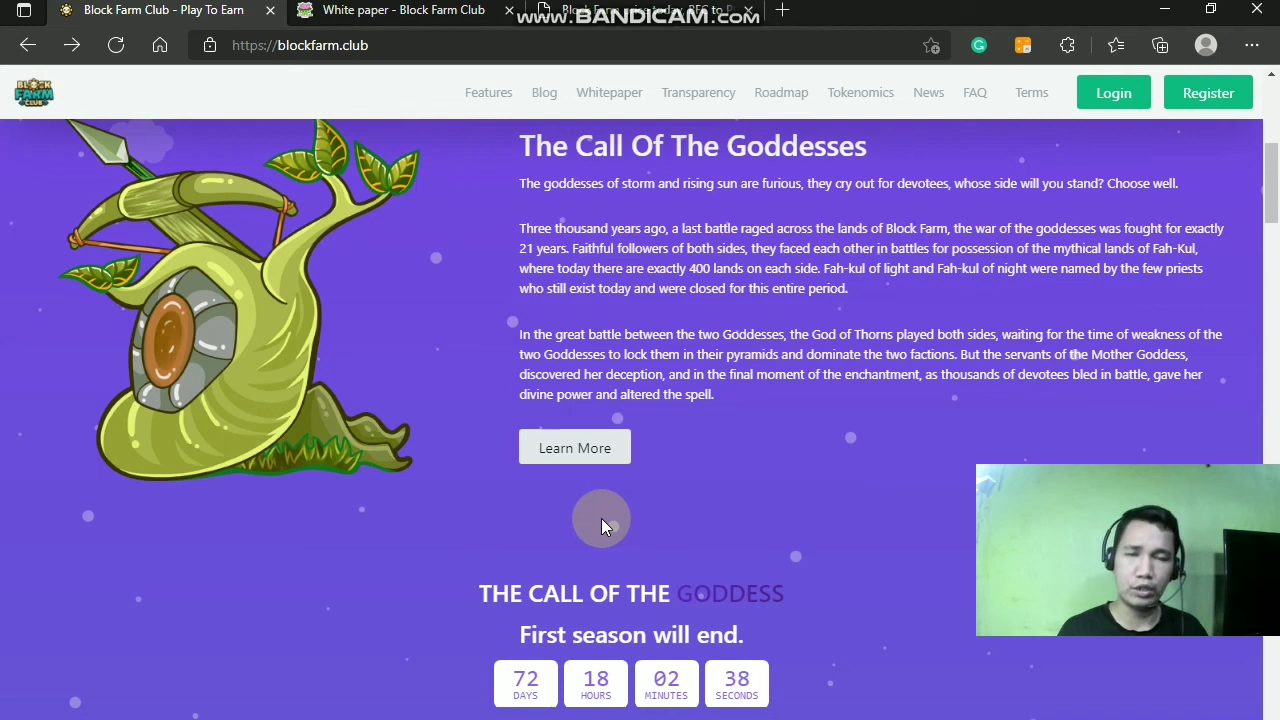 Block Farm Club - Play To Earn
White paper - Block Farm Club
www.BANDICAM.com
https://blockfarm.club
BLOCK
FARM
CLUB
Features
Blog
Whitepaper
Transparency
Roadmap
Tokenomics
News
FAQ
Terms
Login
Register
The Call Of The Goddesses
The goddesses of storm and rising sun are furious, they cry out for devotees, whose side will you stand? Choose well.
Three thousand years ago, a last battle raged across the lands of Block Farm, the war of the goddesses was fought for exactly
21 years. Faithful followers of both sides, they faced each other in battles for possession of the mythical lands of Fah-Kul,
where today there are exactly 400 lands on each side. Fah-kul of light and Fah-kul of night were named by the few priests
who still exist today and were closed for this entire period.
In the great battle between the two Goddesses, the God of Thorns played both sides, waiting for the time of weakness of the
two Goddesses to lock them in their pyramids and dominate the two factions. But the servants of the Mother Goddess,
discovered her deception, and in the final moment of the enchantment, as thousands of devotees bled in battle, gave her
divine power and altered the spell.
Learn More
THE CALL OF THE GODDESS
First season will end.
72 18 02 38
DAYS HOURS MINUTES SECONDS